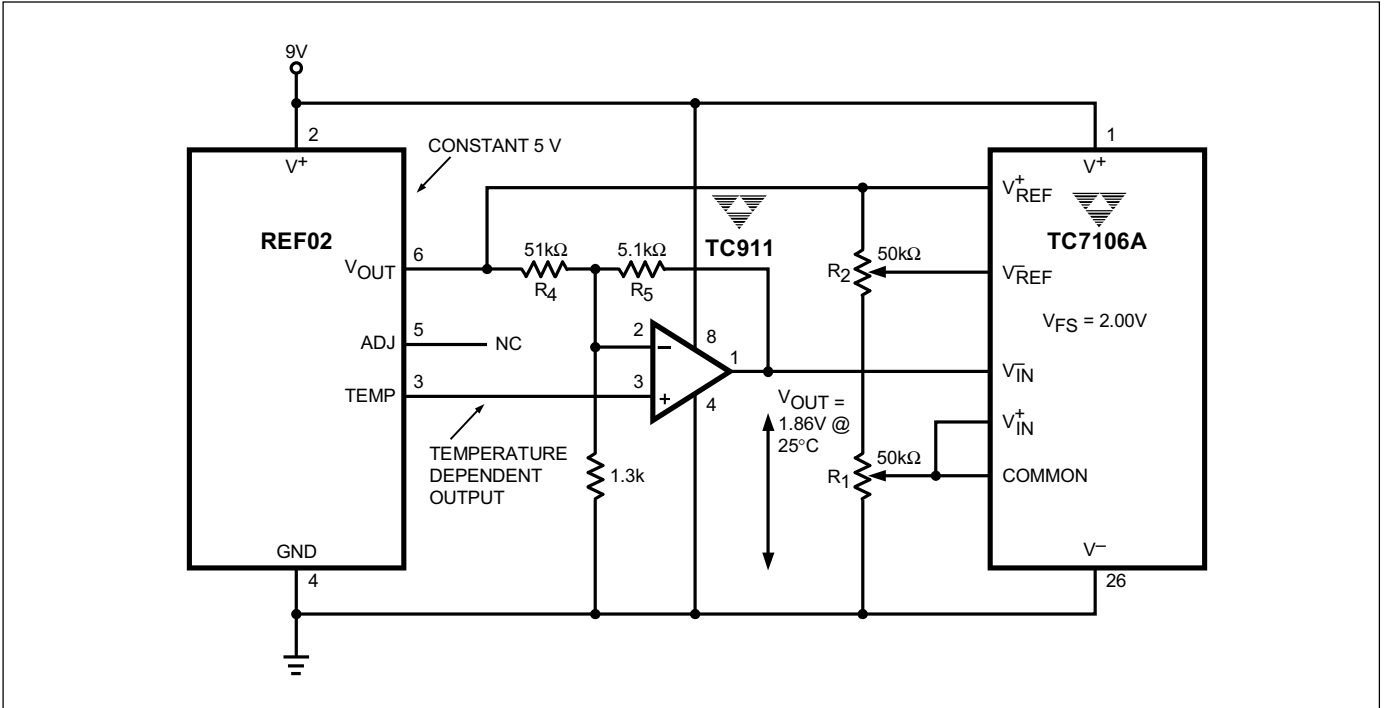 9V
2
V+
CONSTANT 5 V
REF02
VOUT
6
ADJ
5
NC
TEMP
3
TEMPERATURE
DEPENDENT
OUTPUT
GND
4
51kΩ
R4
5.1kΩ
R5
TC911
2
−
3
+
8
1
4
1.3k
VOUT =
1.86V @
25°C
50kΩ
R2
50kΩ
R1
1
V+
V+REF
TC7106A
V−REF
VFS = 2.00V
V−IN
V+IN
COMMON
V−
26